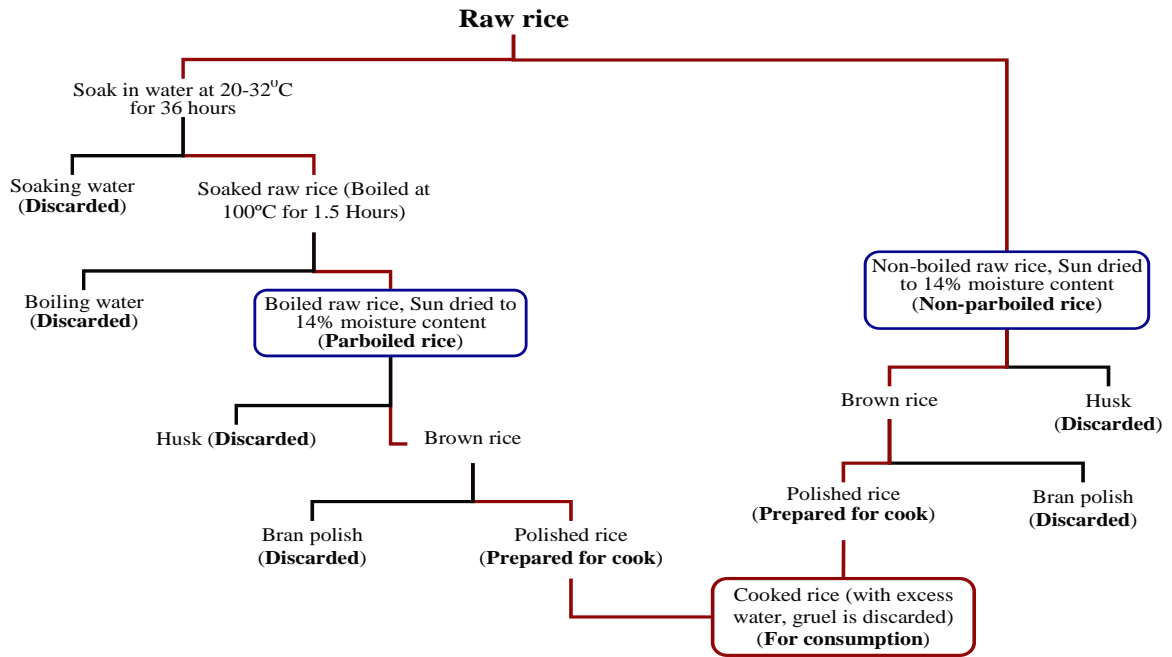 Raw rice
Soak in water at 20-32⁰C
for 36 hours
Soaking water
(Discarded)
Soaked raw rice (Boiled at
100ºC for 1.5 Hours)
Boiling water
(Discarded)
Boiled raw rice, Sun dried to
14% moisture content
(Parboiled rice)
Non-boiled raw rice, Sun dried
to 14% moisture content
(Non-parboiled rice)
Husk (Discarded)
Brown rice
Brown rice
Husk
(Discarded)
Bran polish
(Discarded)
Polished rice
(Prepared for cook)
Polished rice
(Prepared for cook)
Bran polish
(Discarded)
Cooked rice (with excess
water, gruel is discarded)
(For consumption)